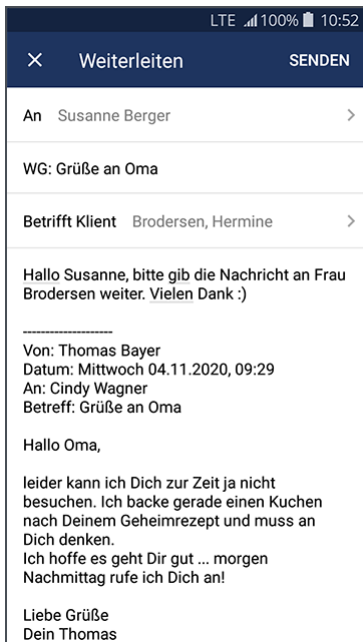 LTE 100% 10:52
× Weiterleiten SENDEN
An Susanne Berger >
WG: Grüße an Oma
Betrifft Klient Brodersen, Hermine >
Hallo Susanne, bitte gib die Nachricht an Frau
Brodersen weiter. Vielen Dank :)
--------------------
Von: Thomas Bayer
Datum: Mittwoch 04.11.2020, 09:29
An: Cindy Wagner
Betreff: Grüße an Oma
Hallo Oma,
leider kann ich Dich zur Zeit ja nicht
besuchen. Ich backe gerade einen Kuchen
nach Deinem Geheimrezept und muss an
Dich denken.
Ich hoffe es geht Dir gut ... morgen
Nachmittag rufe ich Dich an!
Liebe Grüße
Dein Thomas